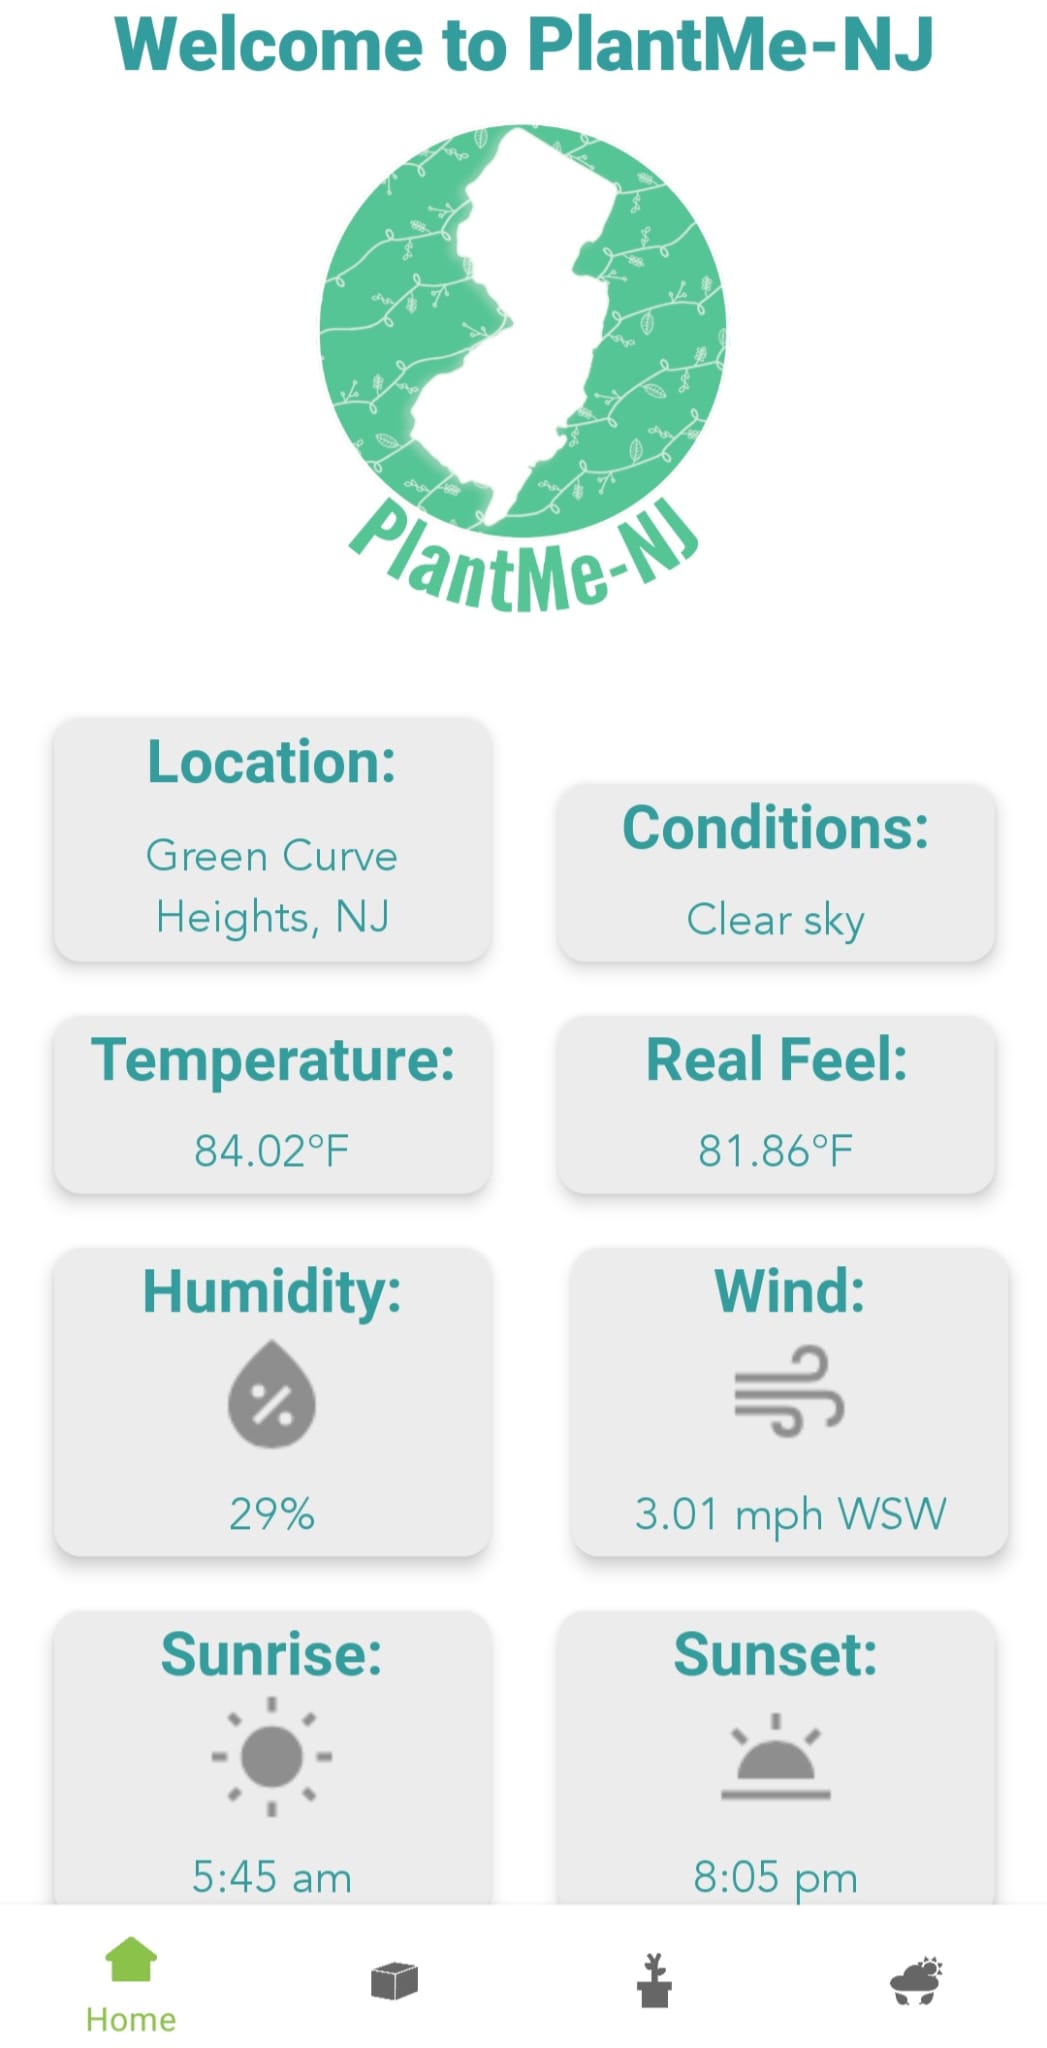 Welcome to PlantMe-NJ
PlantMe-NJ
Location:
Green Curve
Heights, NJ
Conditions:
Clear sky
Temperature:
84.02°F
Real Feel:
81.86°F
Humidity:
%
29%
Wind:
3.01 mph WSW
Sunrise:
5:45 am
Sunset:
8:05 pm
Home